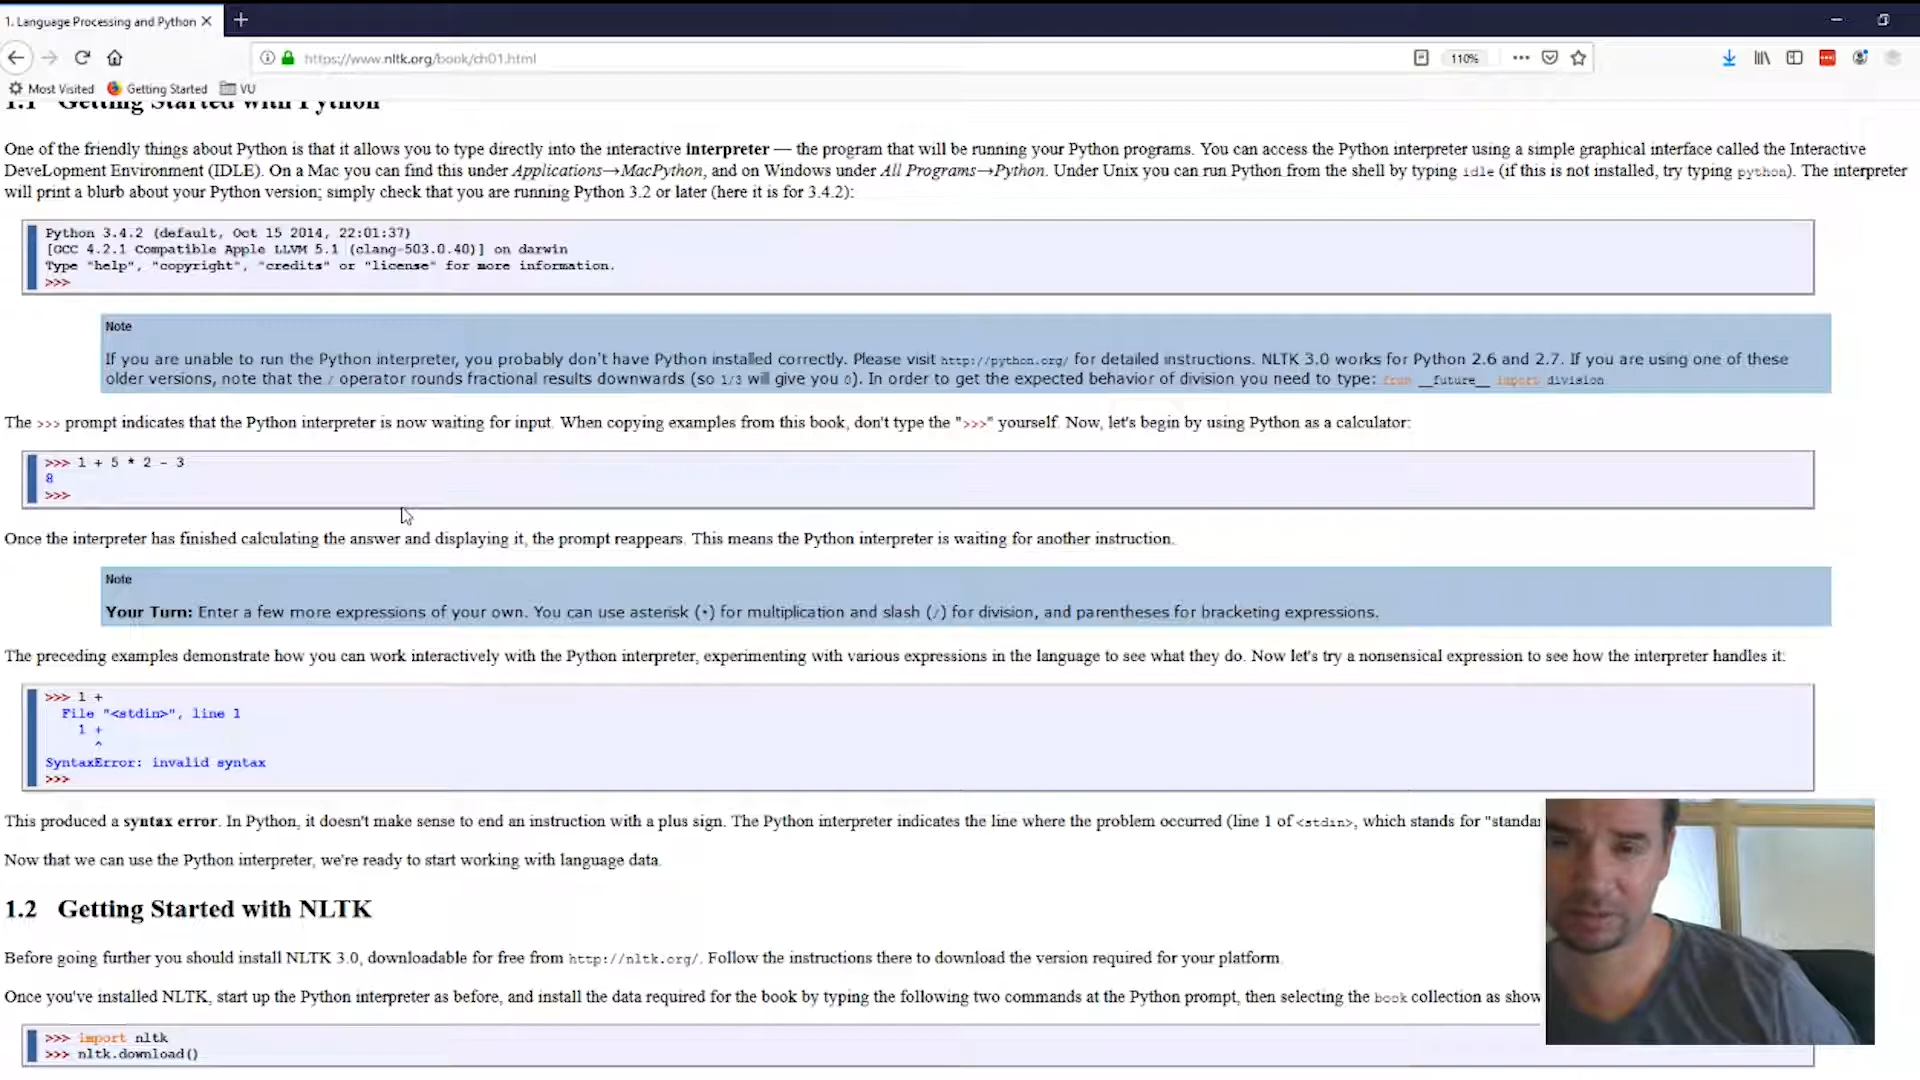 1. Language Processing and Python
https://www.nltk.org/book/ch01.html
110%
Most Visited
Getting Started
VU
1.1 Getting Started with Python
One of the friendly things about Python is that it allows you to type directly into the interactive interpreter — the program that will be running your Python programs. You can access the Python interpreter using a simple graphical interface called the Interactive
DeveLopment Environment (IDLE). On a Mac you can find this under Applications→MacPython, and on Windows under All Programs→Python. Under Unix you can run Python from the shell by typing idle (if this is not installed, try typing python). The interpreter
will print a blurb about your Python version; simply check that you are running Python 3.2 or later (here it is for 3.4.2):
Python 3.4.2 (default, Oct 15 2014, 22:01:37)
[GCC 4.2.1 Compatible Apple LLVM 5.1 (clang-503.0.40)] on darwin
Type "help", "copyright", "credits" or "license" for more information.
>>>
Note
If you are unable to run the Python interpreter, you probably don't have Python installed correctly. Please visit http://python.org/ for detailed instructions. NLTK 3.0 works for Python 2.6 and 2.7. If you are using one of these
older versions, note that the / operator rounds fractional results downwards (so 1/3 will give you 0). In order to get the expected behavior of division you need to type: from __future__ import division
The >>> prompt indicates that the Python interpreter is now waiting for input. When copying examples from this book, don't type the ">>>" yourself. Now, let's begin by using Python as a calculator:
>>> 1 + 5 * 2 - 3
8
>>>
Once the interpreter has finished calculating the answer and displaying it, the prompt reappears. This means the Python interpreter is waiting for another instruction.
Note
Your Turn: Enter a few more expressions of your own. You can use asterisk (*) for multiplication and slash (/) for division, and parentheses for bracketing expressions.
The preceding examples demonstrate how you can work interactively with the Python interpreter, experimenting with various expressions in the language to see what they do. Now let's try a nonsensical expression to see how the interpreter handles it:
>>> 1 +
File "<stdin>", line 1
1 +
^
SyntaxError: invalid syntax
>>>
This produced a syntax error. In Python, it doesn't make sense to end an instruction with a plus sign. The Python interpreter indicates the line where the problem occurred (line 1 of <stdin>, which stands for "standar
Now that we can use the Python interpreter, we're ready to start working with language data.
1.2 Getting Started with NLTK
Before going further you should install NLTK 3.0, downloadable for free from http://nltk.org/. Follow the instructions there to download the version required for your platform.
Once you've installed NLTK, start up the Python interpreter as before, and install the data required for the book by typing the following two commands at the Python prompt, then selecting the book collection as show
>>> import nltk
>>> nltk.download()